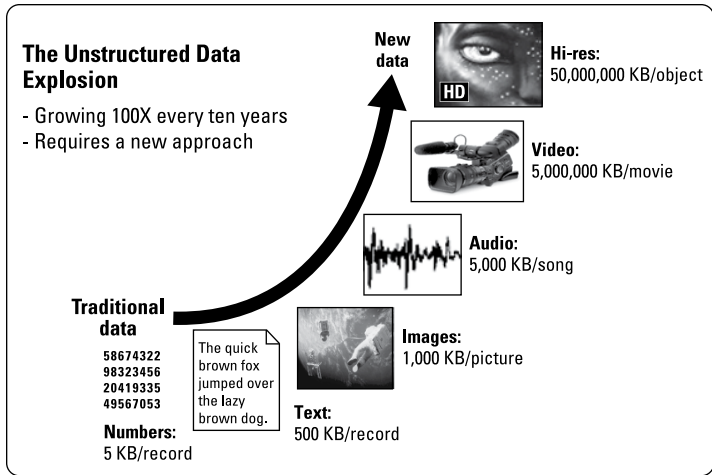 The Unstructured Data
Explosion
- Growing 100X every ten years
- Requires a new approach
New
data
HD
Hi-res:
50,000,000 KB/object
Video:
5,000,000 KB/movie
Audio:
5,000 KB/song
Images:
1,000 KB/picture
Traditional
data
58674322
98323456
20419335
49567053
Numbers:
5 KB/record
The quick
brown fox
jumped over
the lazy
brown dog.
Text:
500 KB/record